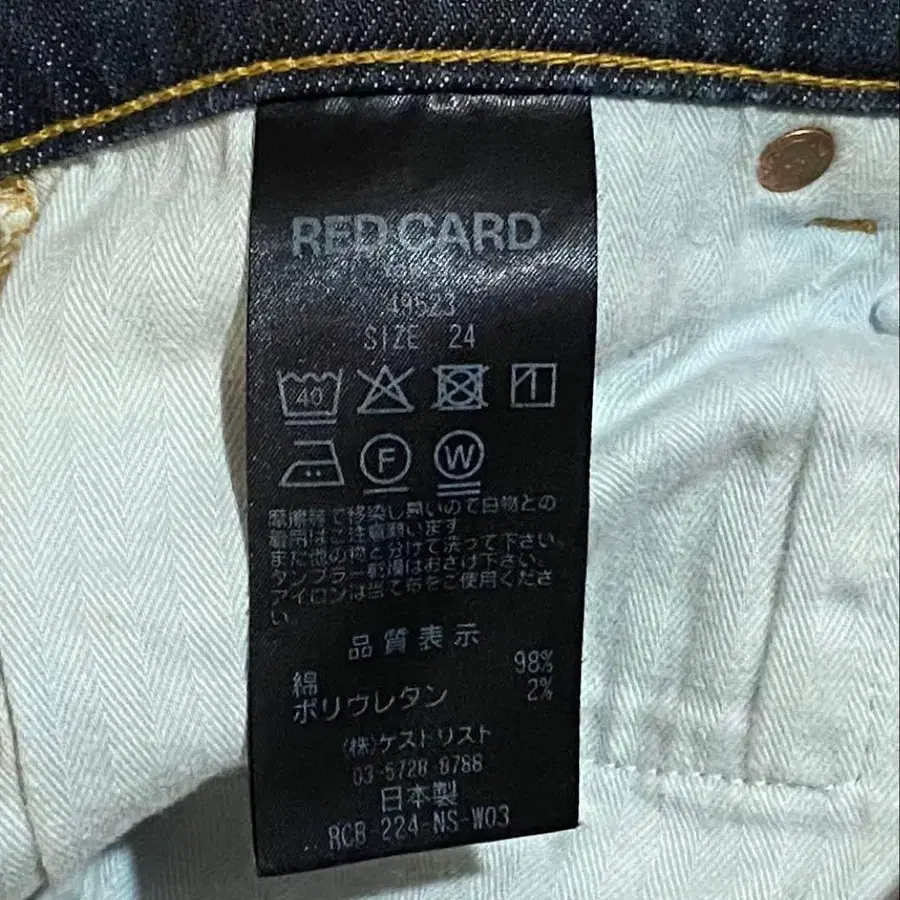 RED CARD
49523
SIZE 24
40
F W
摩擦等で移染し易いので白物との
着用はご注意願います
また他の物と分けて洗って下さい。
タンブラー乾燥はおさけ下さい。
アイロンは当て布をご使用くださ
い
品質表示
綿 98%
ポリウレタン 2%
(株)ゲストリスト
03-5728-8788
日本製
RCB-224-NS-W03